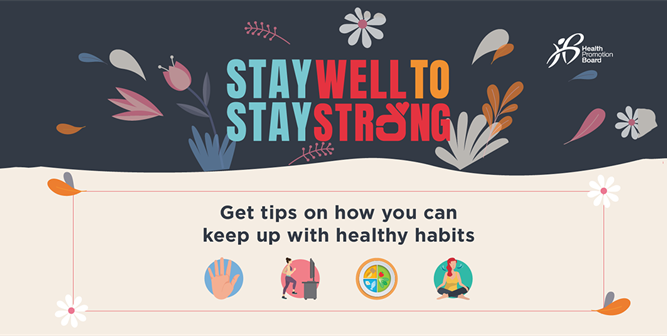 STAY WELL TO
STAY STRONG
Health
Promotion
Board
Get tips on how you can
keep up with healthy habits